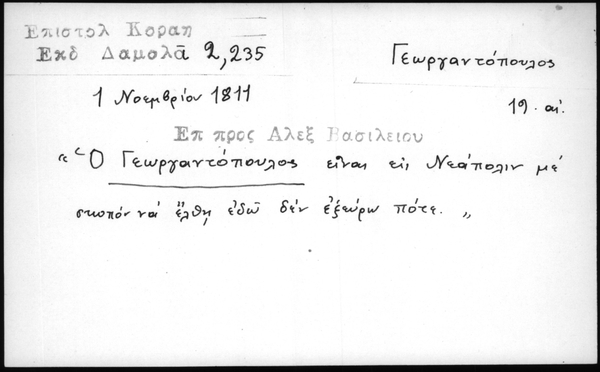 Επιστολ Κοραη
Εκδ Δαμαλᾶ 2,235
Γεωργαντόπουλος
1 Νοεμβρίου 1811
19. αἰ.
Επ προς Αλεξ Βασιλειου
"Ὁ Γεωργαντόπουλος εἶναι εἰς Νεάπολιν μέ
σκοπόν νά ἔλθῃ ἐδῶ δέν ἐξεύρω πότε."